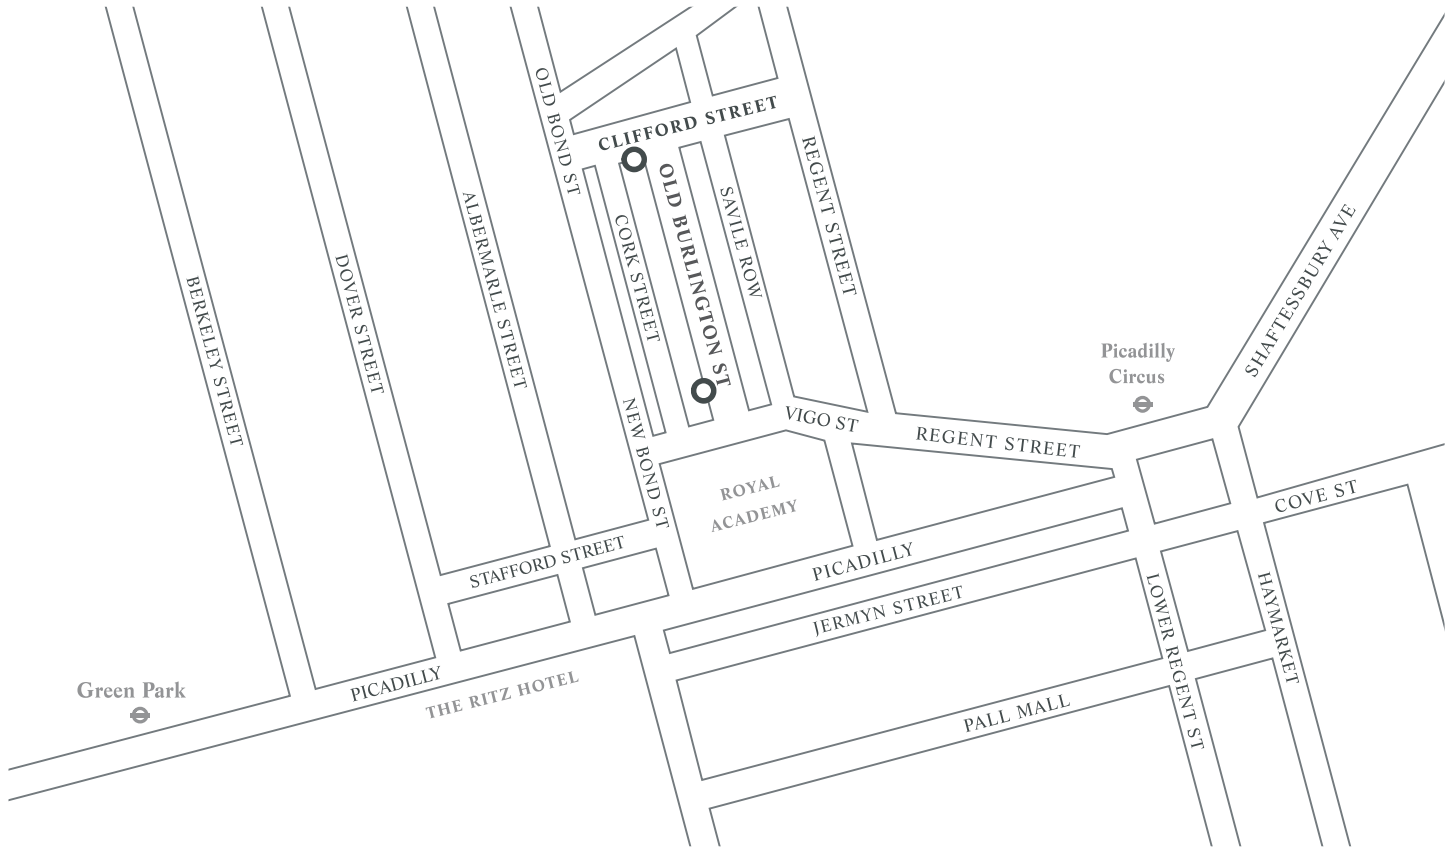 OLD BOND ST
CLIFFORD STREET
REGENT STREET
OLD BURLINGTON ST
SAVILE ROW
CORK STREET
ALBERMARLE STREET
DOVER STREET
BERKELEY STREET
SHAFTESSBURY AVE
Picadilly
Circus
NEW BOND ST
VIGO ST
REGENT STREET
ROYAL
ACADEMY
COVE ST
STAFFORD STREET
PICADILLY
JERMYN STREET
LOWER REGENT ST
HAYMARKET
PICADILLY
THE RITZ HOTEL
Green Park
PALL MALL